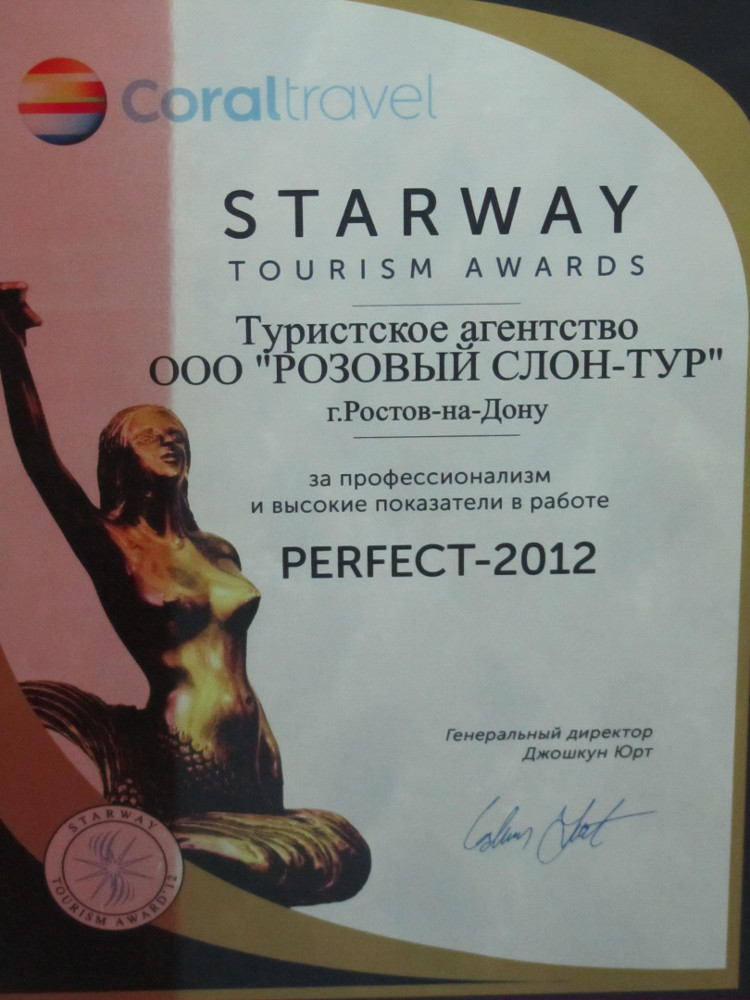 Coraltravel
STARWAY
TOURISM AWARDS
Туристское агентство
ООО "РОЗОВЫЙ СЛОН-ТУР"
г.Ростов-на-Дону
за профессионализм
и высокие показатели в работе
PERFECT-2012
Генеральный директор
Джошкун Юрт
STARWAY
TOURISM AWARD'12